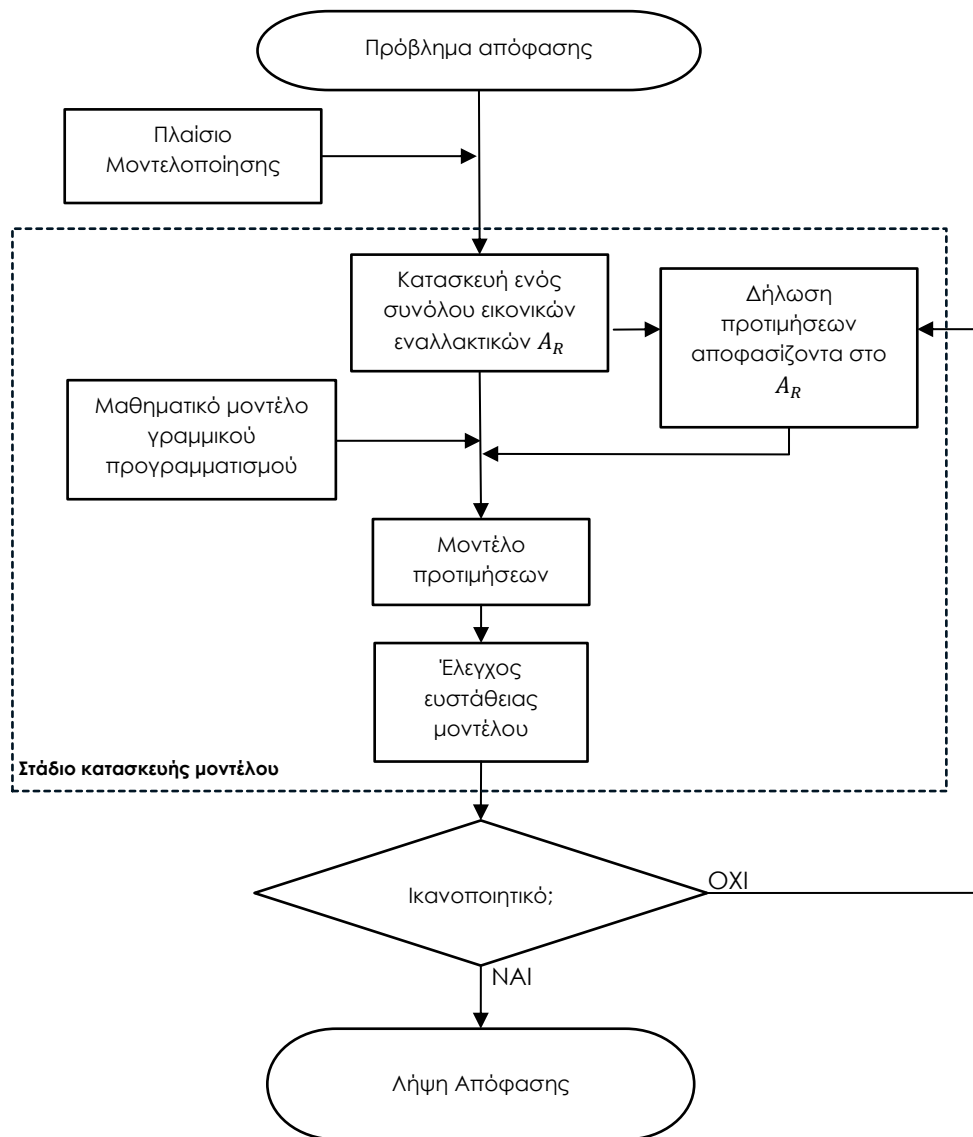 Πρόβλημα απόφασης
Πλαίσιο
Μοντελοποίησης
Κατασκευή ενός
συνόλου εικονικών
εναλλακτικών A_R
Δήλωση
προτιμήσεων
αποφασίζοντα στο
A_R
Μαθηματικό μοντέλο
γραμμικού
προγραμματισμού
Μοντέλο
προτιμήσεων
Έλεγχος
ευστάθειας
μοντέλου
Στάδιο κατασκευής μοντέλου
Ικανοποιητικό;
ΟΧΙ
ΝΑΙ
Λήψη Απόφασης